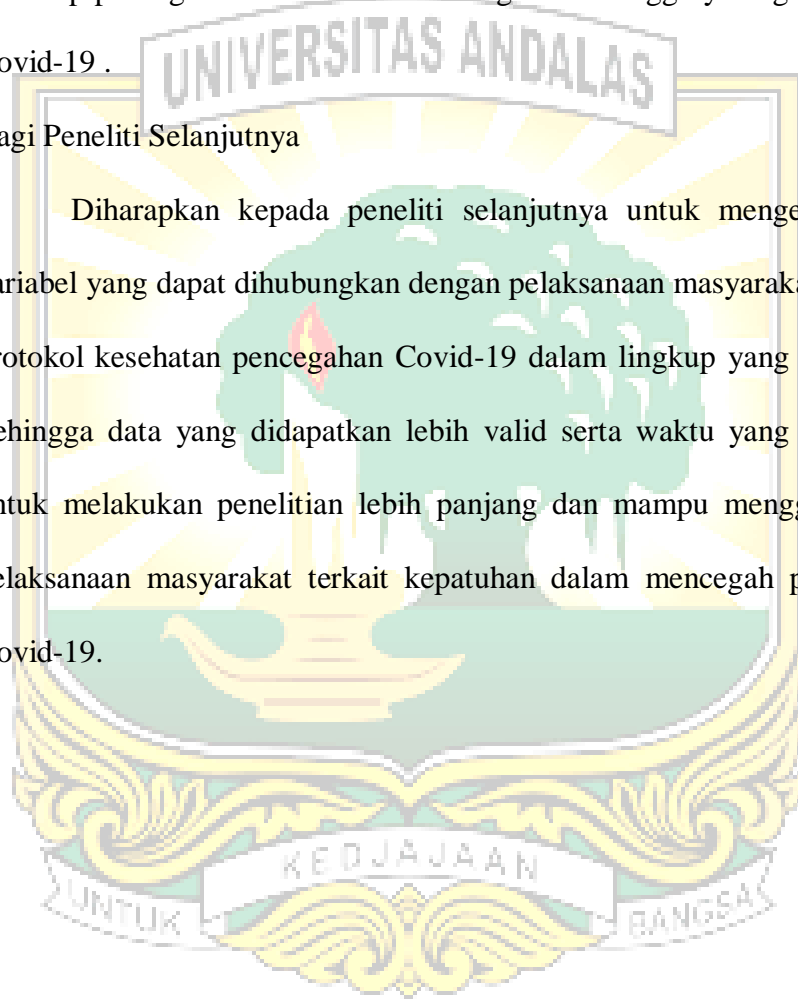 ovid-19 .
UNIVERSITAS ANDALAS
agi Peneliti Selanjutnya
Diharapkan kepada peneliti selanjutnya untuk menge
ariabel yang dapat dihubungkan dengan pelaksanaan masyaraka
rotokol kesehatan pencegahan Covid-19 dalam lingkup yang
ehingga data yang didapatkan lebih valid serta waktu yang
ntuk melakukan penelitian lebih panjang dan mampu mengg
elaksanaan masyarakat terkait kepatuhan dalam mencegah p
ovid-19.
KEDJAJAAN
UNTUK
BANGSA